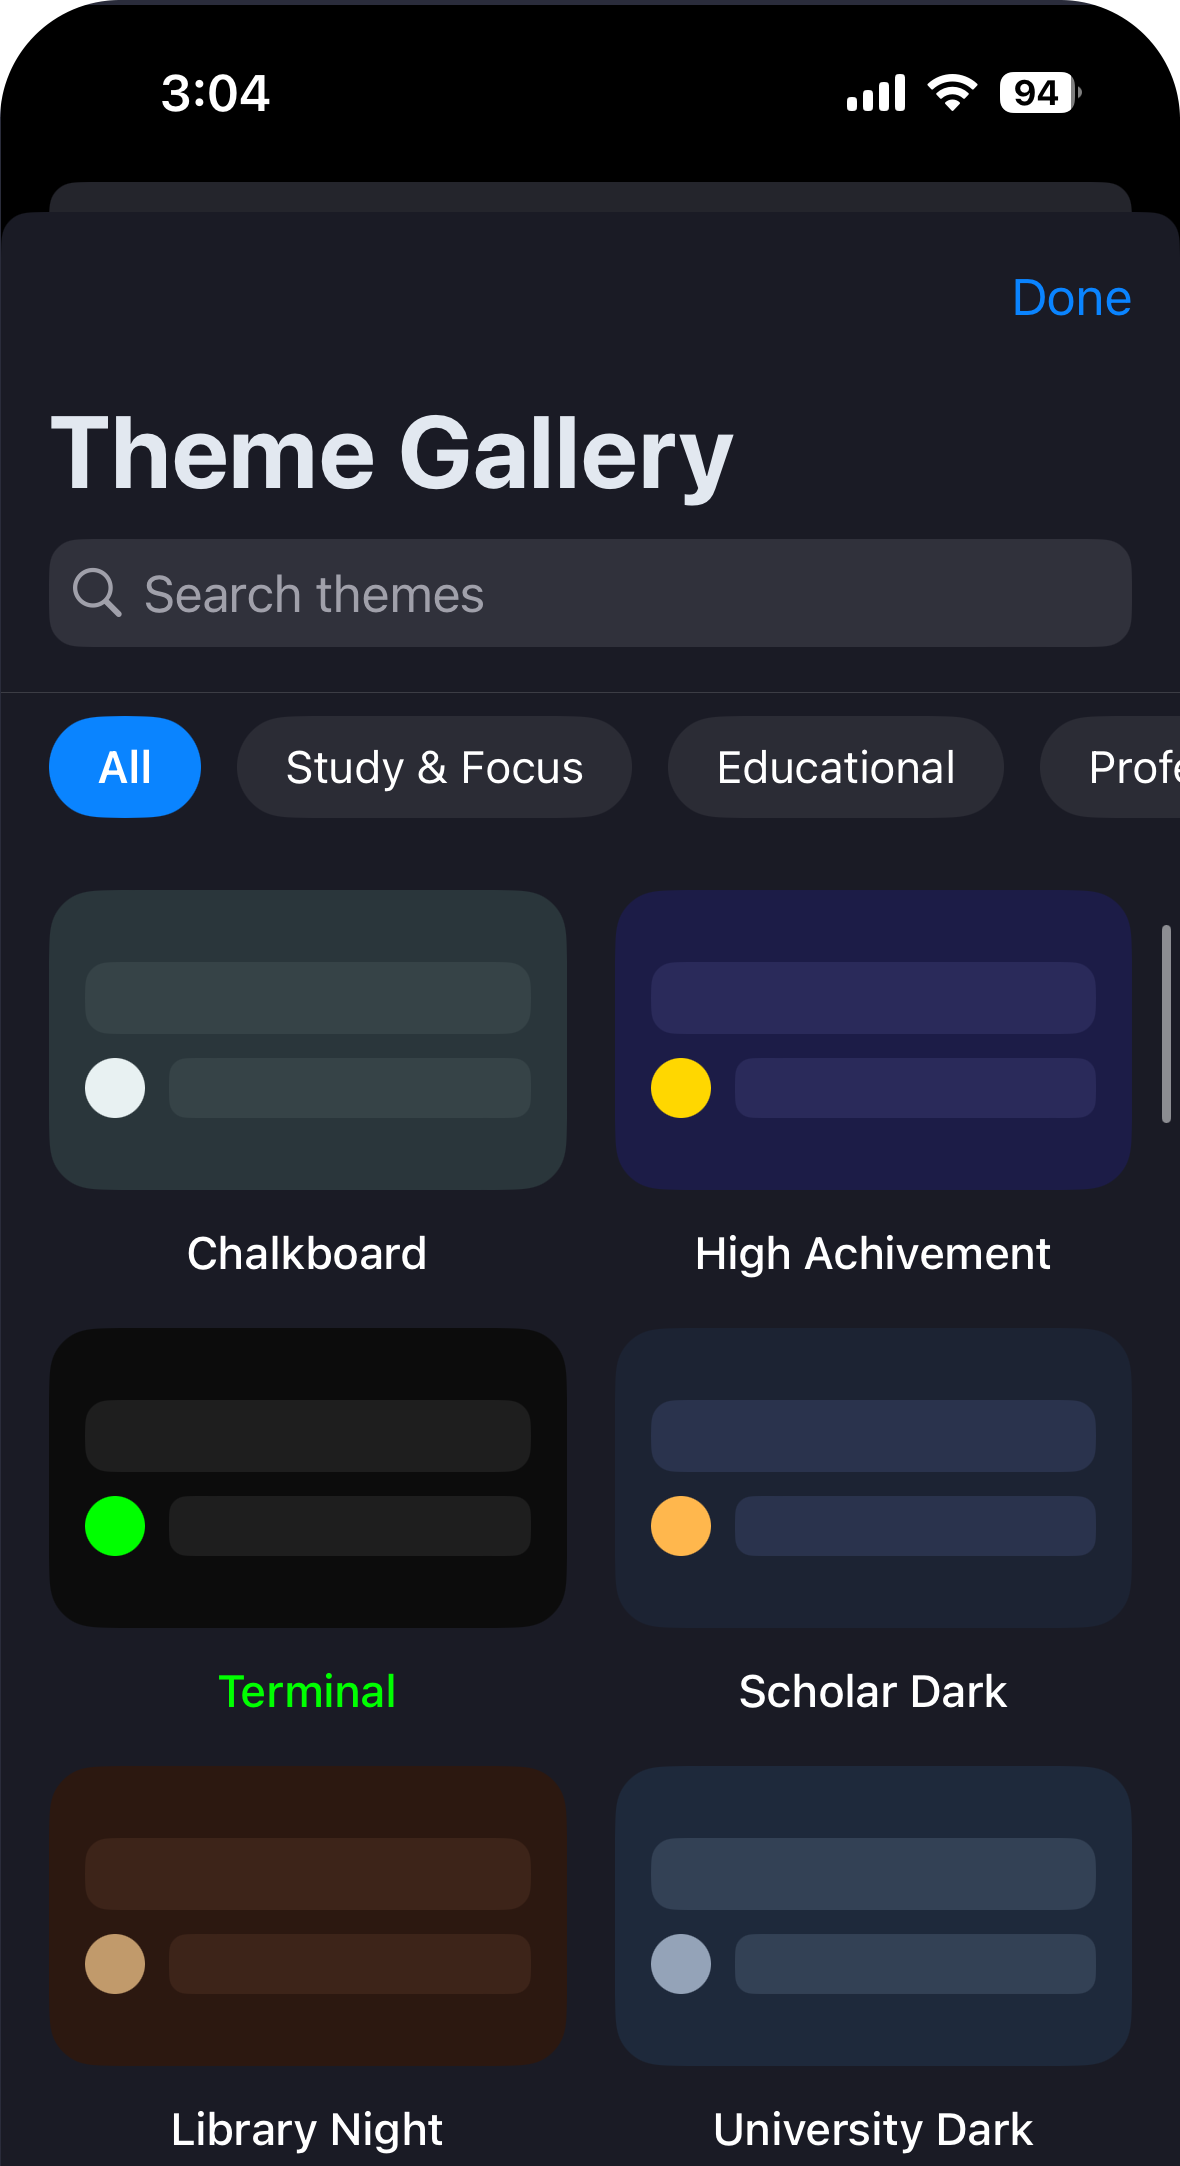 3:04
94
Done
Theme Gallery
Search themes
All
Study & Focus
Educational
Profe
Chalkboard
High Achivement
Terminal
Scholar Dark
Library Night
University Dark